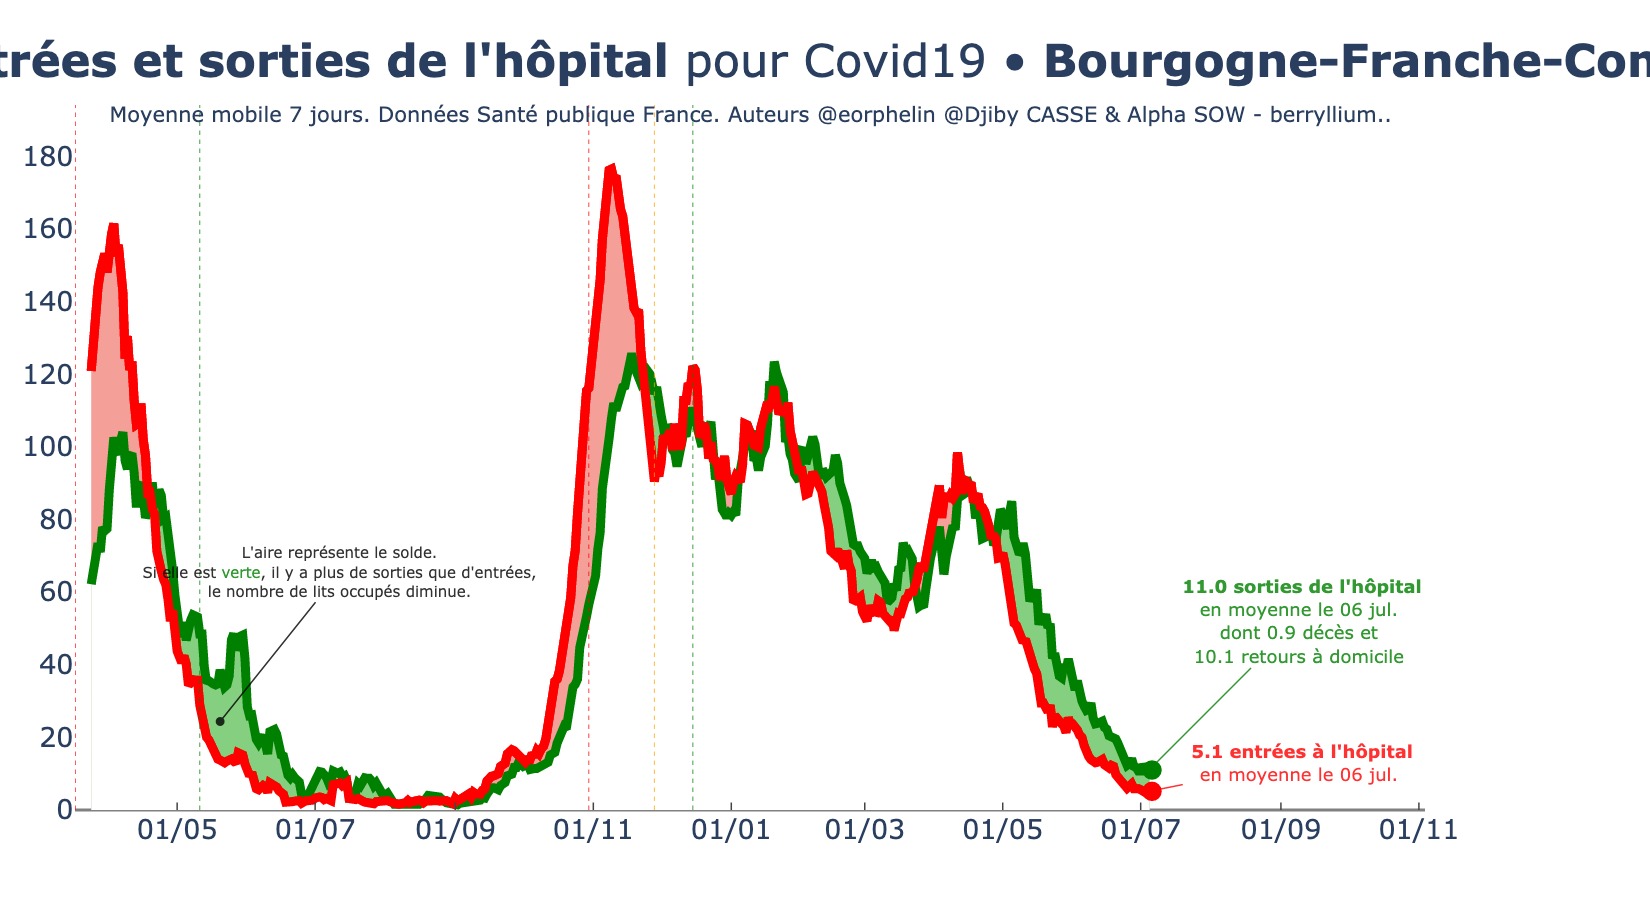 trées et sorties de l'hôpital pour Covid19 • Bourgogne-Franche-Com
Moyenne mobile 7 jours. Données Santé publique France. Auteurs @eorphelin @Djiby CASSE & Alpha SOW - berryllium..
180
160
140
120
100
80
60
40
20
0
L'aire représente le solde.
Si elle est verte, il y a plus de sorties que d'entrées,
le nombre de lits occupés diminue.
11.0 sorties de l'hôpital
en moyenne le 06 jul.
dont 0.9 décès et
10.1 retours à domicile
5.1 entrées à l'hôpital
en moyenne le 06 jul.
01/05 01/07 01/09 01/11 01/01 01/03 01/05 01/07 01/09 01/11